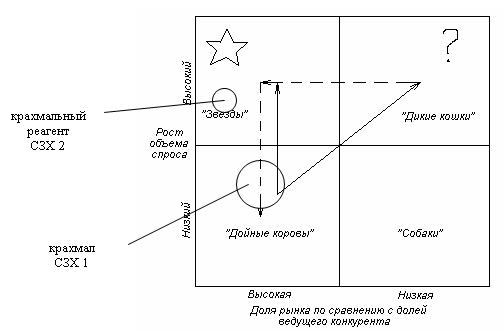 ?
Высокий
"Звезды"
"Дикие кошки"
крахмальный
реагент
СЗХ 2
Рост
объема
спроса
крахмал
СЗХ 1
Низкий
"Дойные коровы"
"Собаки"
Высокая
Низкая
Доля рынка по сравнению с долей
ведущего конкурента